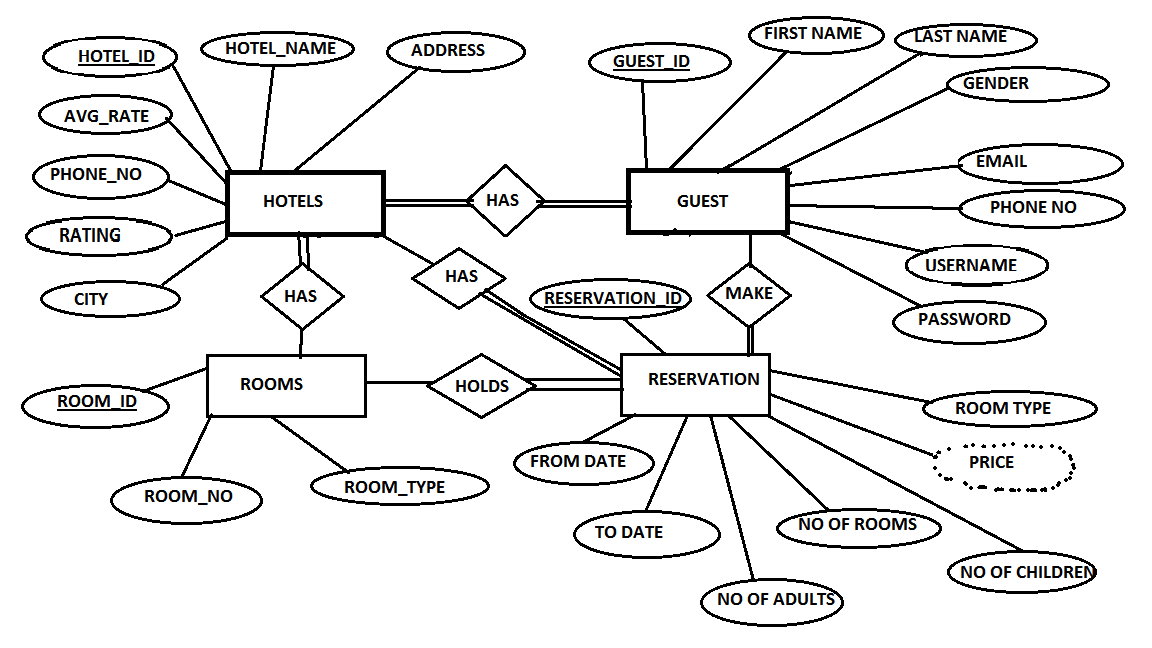 HOTEL_ID
HOTEL_NAME
ADDRESS
GUEST_ID
FIRST NAME
LAST NAME
GENDER
AVG_RATE
PHONE_NO
RATING
CITY
HOTELS
HAS
GUEST
EMAIL
PHONE NO
USERNAME
PASSWORD
HAS
HAS
RESERVATION_ID
MAKE
ROOMS
HOLDS
RESERVATION
ROOM_ID
ROOM_NO
ROOM_TYPE
FROM DATE
TO DATE
NO OF ADULTS
NO OF ROOMS
NO OF CHILDREN
ROOM TYPE
PRICE